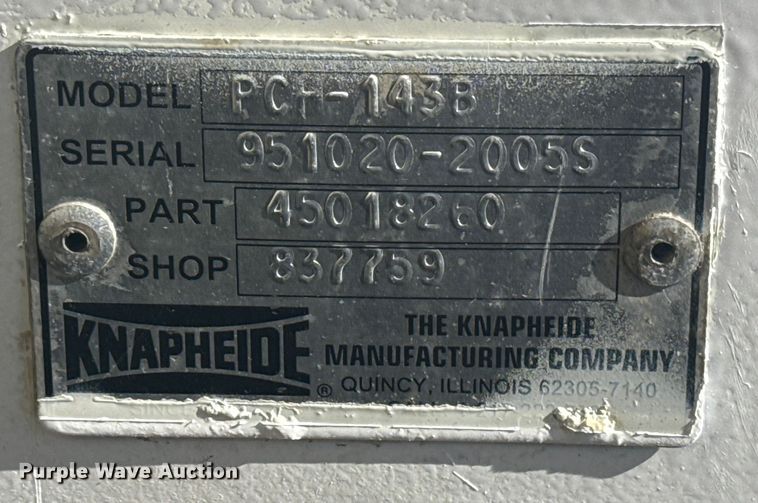 MODEL PCH-143B
SERIAL 951020-2005S
PART 45018260
SHOP 837759
KNAPHEIDE ®
THE KNAPHEIDE
MANUFACTURING COMPANY
QUINCY, ILLINOIS 62305-7140
Purple Wave Auction